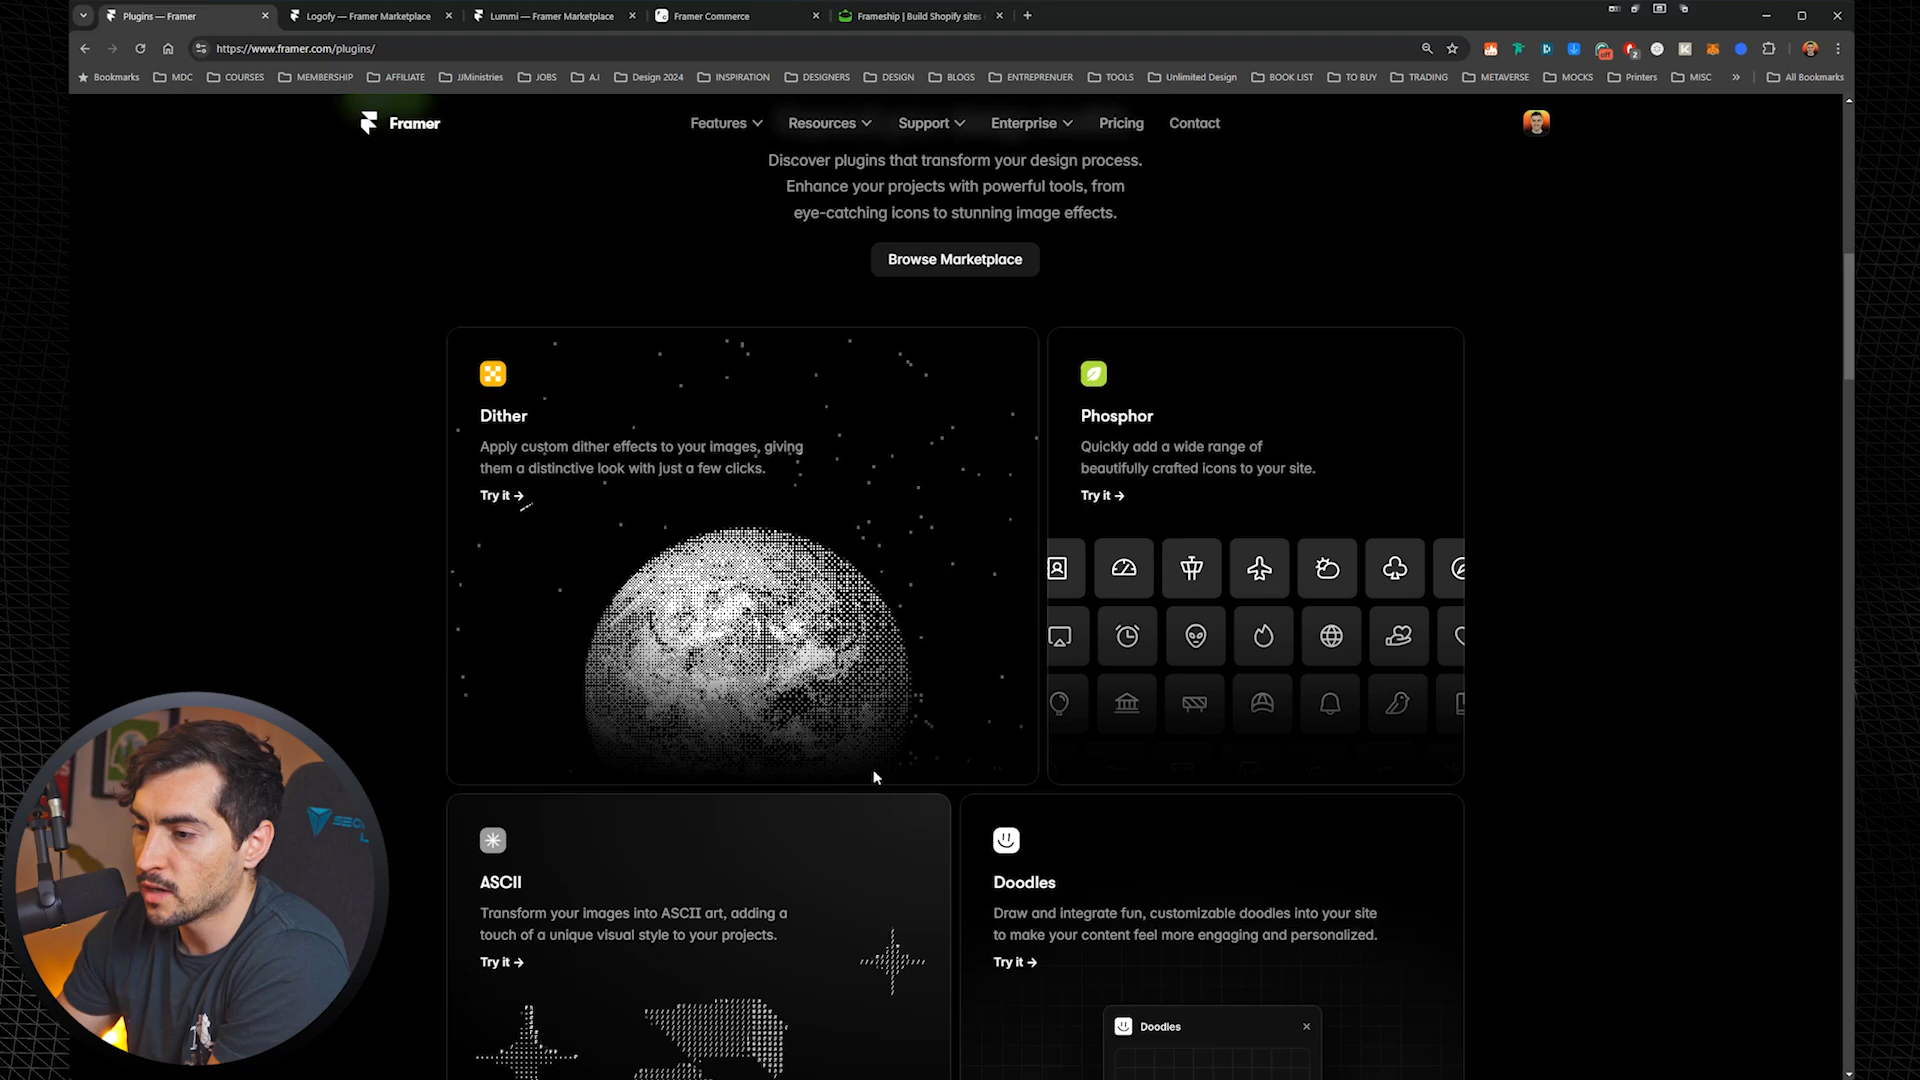 Plugins — Framer
Logofy — Framer Marketplace
Lummi — Framer Marketplace
Framer Commerce
Frameship | Build Shopify sites
https://www.framer.com/plugins/
Bookmarks
MDC
COURSES
MEMBERSHIP
AFFILIATE
JJMinistries
JOBS
A.I
Design 2024
INSPIRATION
DESIGNERS
DESIGN
BLOGS
ENTREPRENUER
TOOLS
Unlimited Design
BOOK LIST
TO BUY
TRADING
METAVERSE
MOCKS
Printers
MISC
»
All Bookmarks
Framer
Features
Resources
Support
Enterprise
Pricing
Contact
Discover plugins that transform your design process.
Enhance your projects with powerful tools, from
eye-catching icons to stunning image effects.
Browse Marketplace
Dither
Apply custom dither effects to your images, giving
them a distinctive look with just a few clicks.
Try it →
Phosphor
Quickly add a wide range of
beautifully crafted icons to your site.
Try it →
ASCII
Transform your images into ASCII art, adding a
touch of a unique visual style to your projects.
Try it →
Doodles
Draw and integrate fun, customizable doodles into your site
to make your content feel more engaging and personalized.
Try it →
Doodles